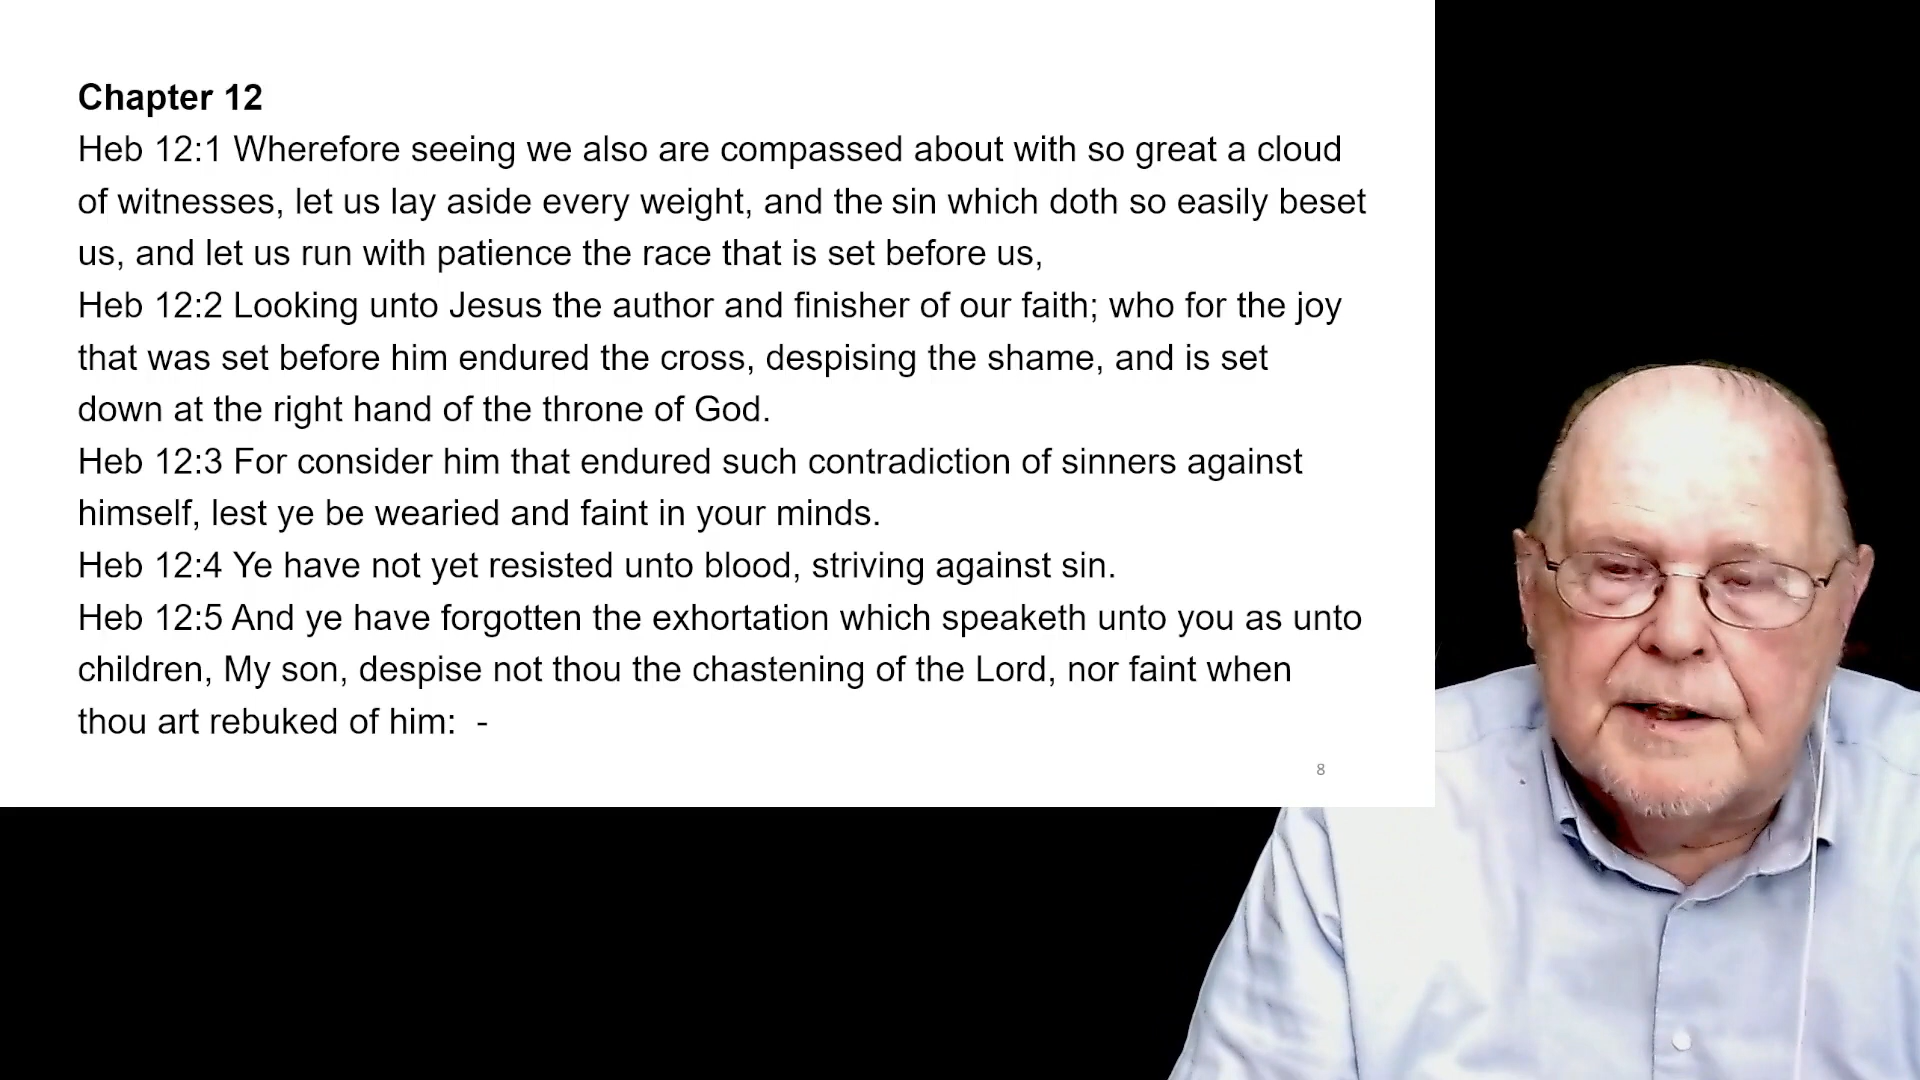 Chapter 12
Heb 12:1 Wherefore seeing we also are compassed about with so great a cloud
of witnesses, let us lay aside every weight, and the sin which doth so easily beset
us, and let us run with patience the race that is set before us,
Heb 12:2 Looking unto Jesus the author and finisher of our faith; who for the joy
that was set before him endured the cross, despising the shame, and is set
down at the right hand of the throne of God.
Heb 12:3 For consider him that endured such contradiction of sinners against
himself, lest ye be wearied and faint in your minds.
Heb 12:4 Ye have not yet resisted unto blood, striving against sin.
Heb 12:5 And ye have forgotten the exhortation which speaketh unto you as unto
children, My son, despise not thou the chastening of the Lord, nor faint when
thou art rebuked of him:  -
8